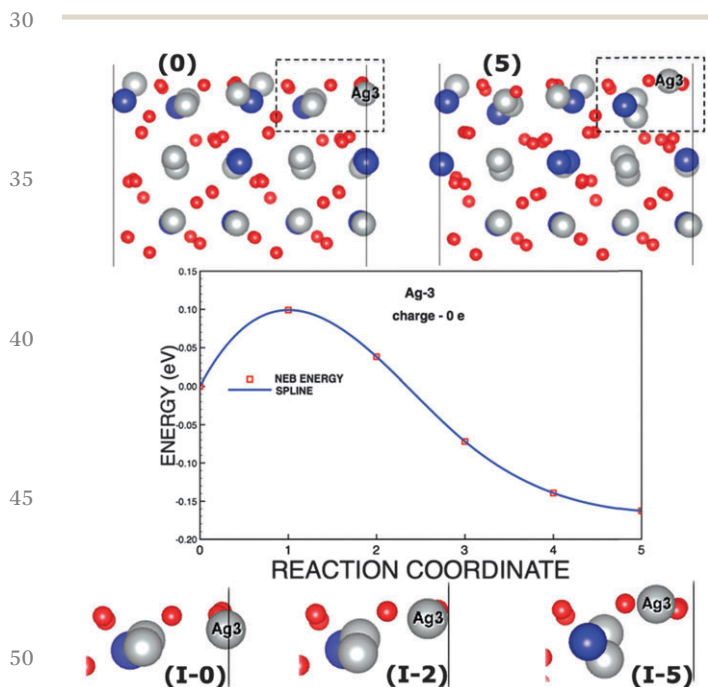 30
(0)
(5)
Ag3
Ag3
35
0.15
Ag-3
charge - 0 e
0.10
40
0.05
ENERGY (eV)
0.00
NEB ENERGY
SPLINE
-0.05
-0.10
45
-0.15
-0.20
0 1 2 3 4 5
REACTION COORDINATE
Ag3
Ag3
Ag3
50
(I-0)
(I-2)
(I-5)